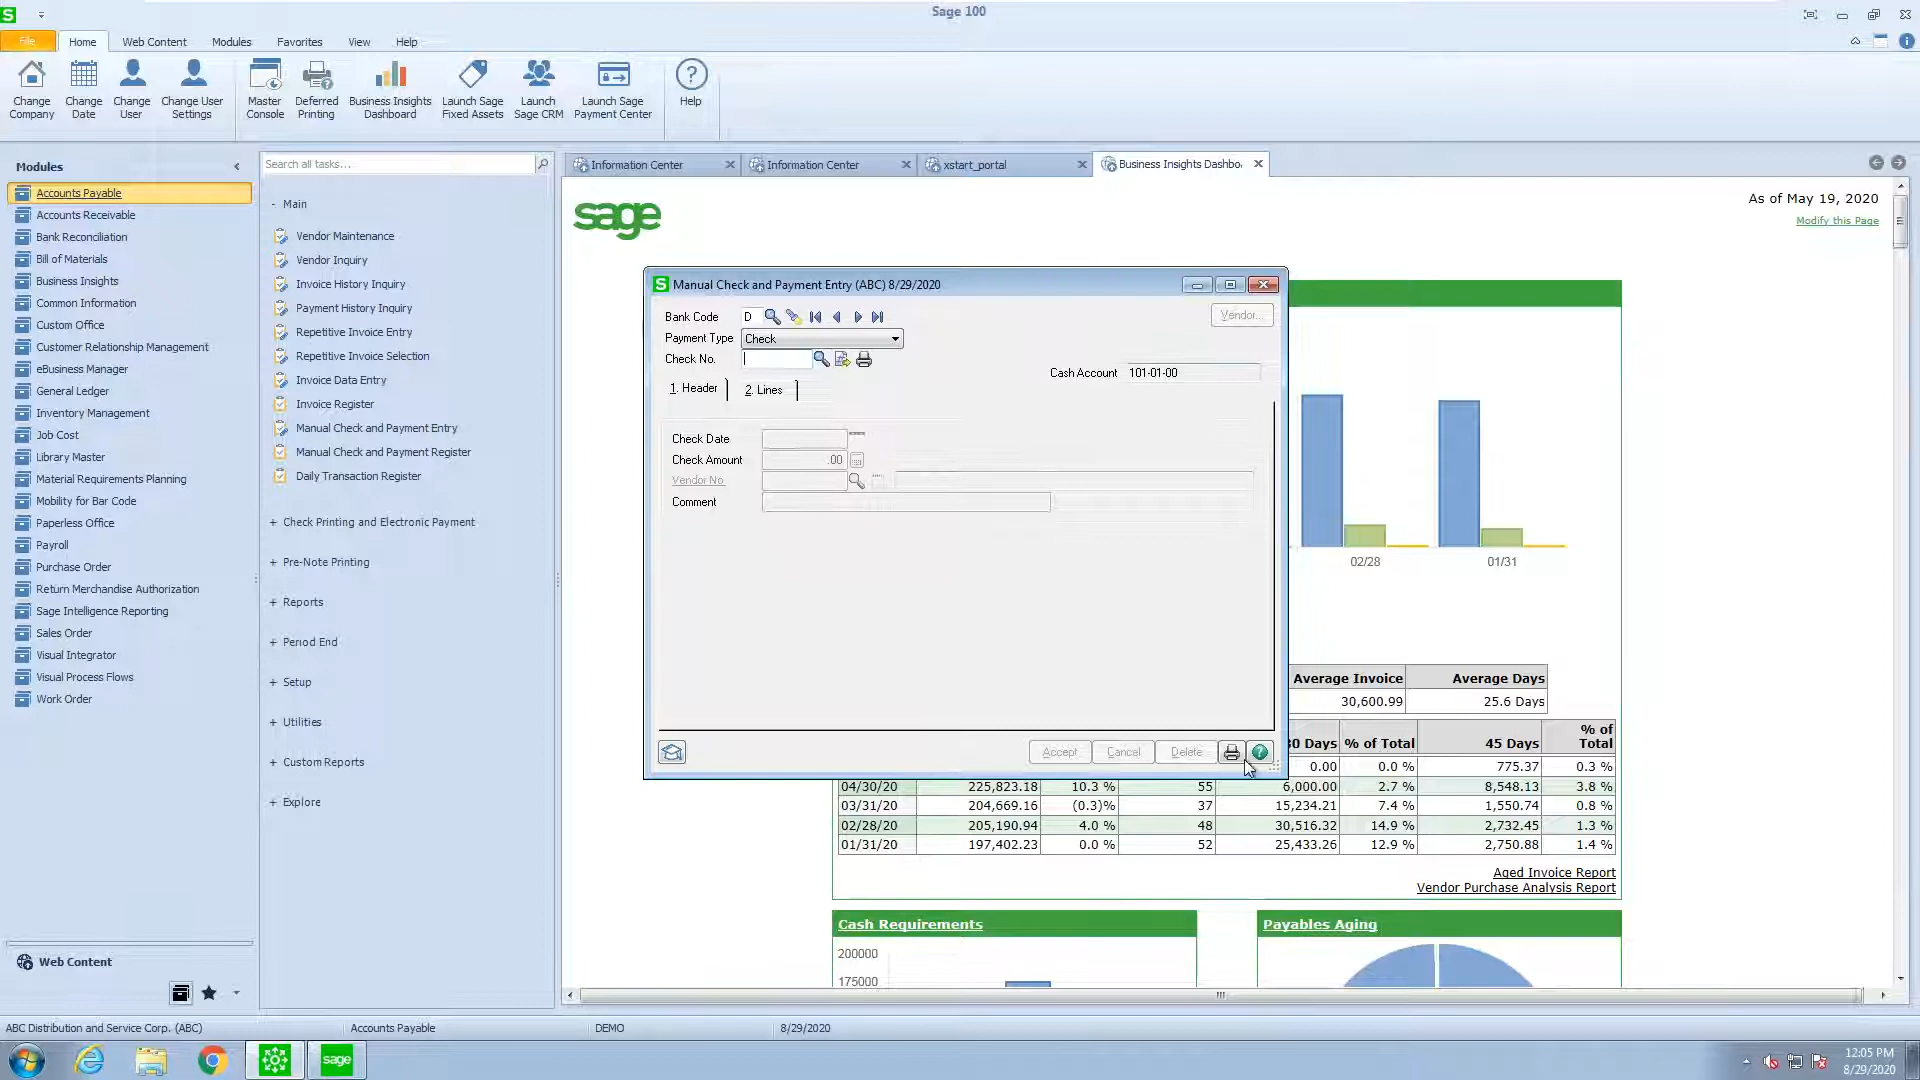 Sage 100
File Home Web Content Modules Favorites View Help
Change Company
Change Date
Change User
Change User Settings
Master Console
Deferred Printing
Business Insights Dashboard
Launch Sage Fixed Assets
Launch Sage CRM
Launch Sage Payment Center
Help
Modules
Accounts Payable
Accounts Receivable
Bank Reconciliation
Bill of Materials
Business Insights
Common Information
Custom Office
Customer Relationship Management
eBusiness Manager
General Ledger
Inventory Management
Job Cost
Library Master
Material Requirements Planning
Mobility for Bar Code
Paperless Office
Payroll
Purchase Order
Return Merchandise Authorization
Sage Intelligence Reporting
Sales Order
Visual Integrator
Visual Process Flows
Work Order
Web Content
Search all tasks...
- Main
Vendor Maintenance
Vendor Inquiry
Invoice History Inquiry
Payment History Inquiry
Repetitive Invoice Entry
Repetitive Invoice Selection
Invoice Data Entry
Invoice Register
Manual Check and Payment Entry
Manual Check and Payment Register
Daily Transaction Register
+ Check Printing and Electronic Payment
+ Pre-Note Printing
+ Reports
+ Period End
+ Setup
+ Utilities
+ Custom Reports
+ Explore
Information Center Information Center xstart_portal Business Insights Dashbo.
sage
As of May 19, 2020
Modify this Page
S Manual Check and Payment Entry (ABC) 8/29/2020
Bank Code D
Vendor...
Payment Type Check
Check No.
Cash Account 101-01-00
1. Header 2. Lines
Check Date
Check Amount .00
Vendor No.
Comment
Accept Cancel Delete
02/28 01/31
Average Invoice Average Days
30,600.99 25.6 Days
0 Days % of Total 45 Days % of Total
0.00 0.0 % 775.37 0.3 %
04/30/20 225,823.18 10.3 % 55 6,000.00 2.7 % 8,548.13 3.8 %
03/31/20 204,669.16 (0.3)% 37 15,234.21 7.4 % 1,550.74 0.8 %
02/28/20 205,190.94 4.0 % 48 30,516.32 14.9 % 2,732.45 1.3 %
01/31/20 197,402.23 0.0 % 52 25,433.26 12.9 % 2,750.88 1.4 %
Aged Invoice Report
Vendor Purchase Analysis Report
Cash Requirements
200000
175000
Payables Aging
ABC Distribution and Service Corp. (ABC) Accounts Payable DEMO 8/29/2020
sage
12:05 PM
8/29/2020